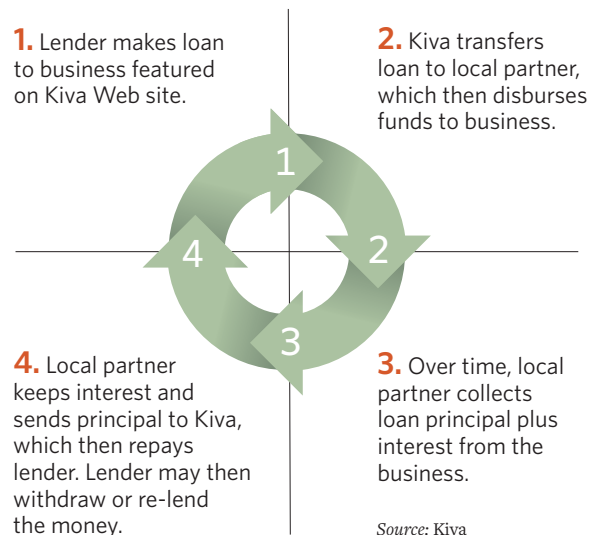 1. Lender makes loan
to business featured
on Kiva Web site.
2. Kiva transfers
loan to local partner,
which then disburses
funds to business.
1
2
3
4
3. Over time, local
partner collects
loan principal plus
interest from the
business.
4. Local partner
keeps interest and
sends principal to Kiva,
which then repays
lender. Lender may then
withdraw or re-lend
the money.
Source: Kiva